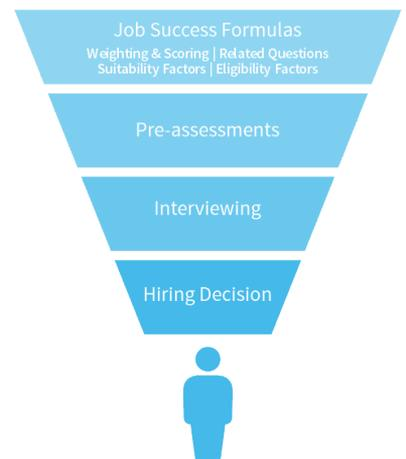 Job Success Formulas
Weighting & Scoring | Related Questions
Suitability Factors | Eligibility Factors
Pre-assessments
Interviewing
Hiring Decision